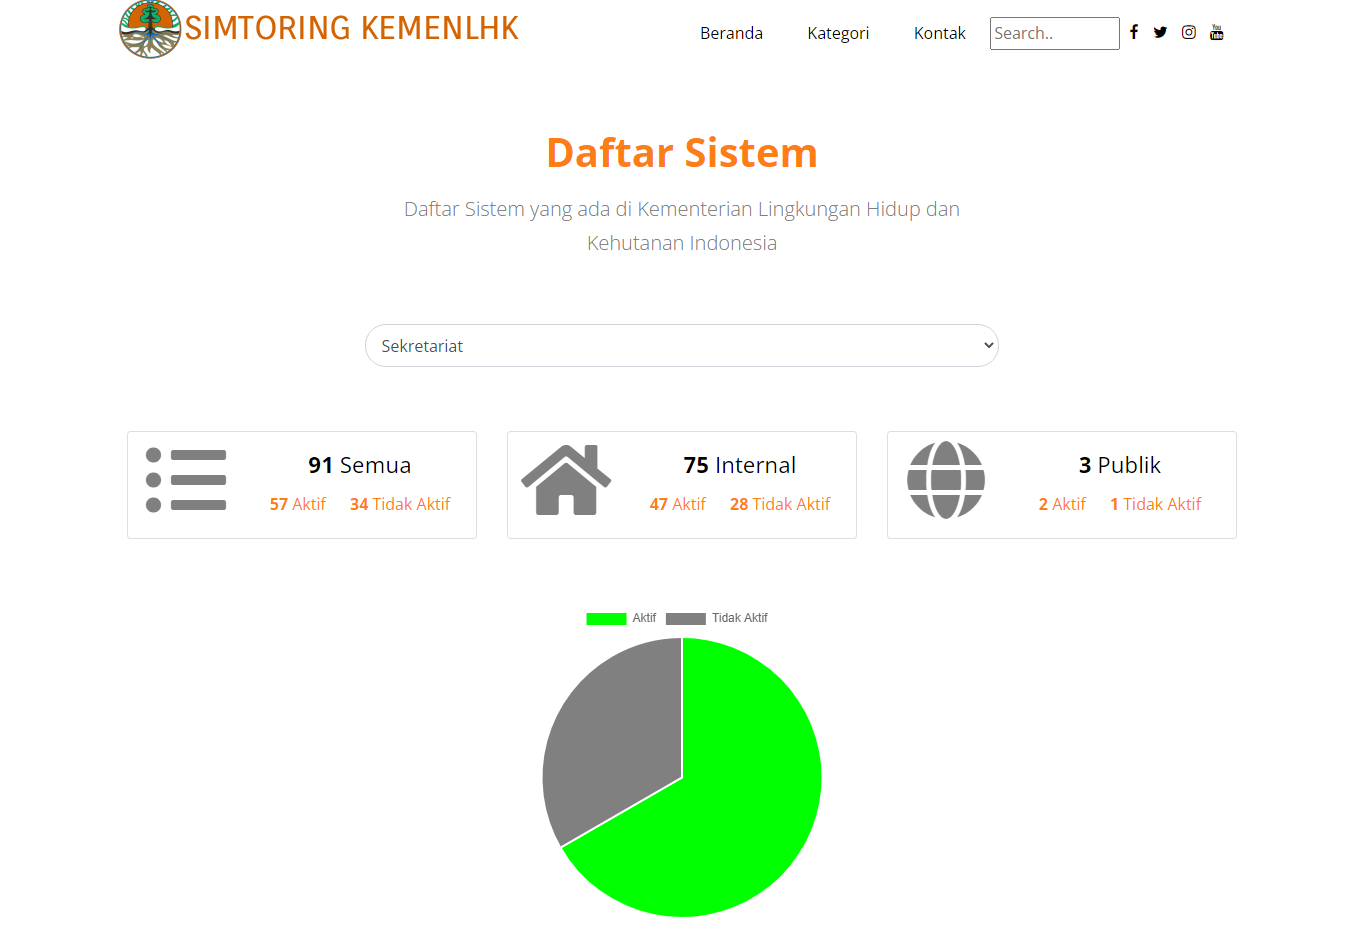 SIMTORING KEMENLHK
Beranda Kategori Kontak Search..
You
Tube
Daftar Sistem
Daftar Sistem yang ada di Kementerian Lingkungan Hidup dan
Kehutanan Indonesia
Sekretariat
91 Semua
57 Aktif 34 Tidak Aktif
75 Internal
47 Aktif 28 Tidak Aktif
3 Publik
2 Aktif 1 Tidak Aktif
Aktif Tidak Aktif